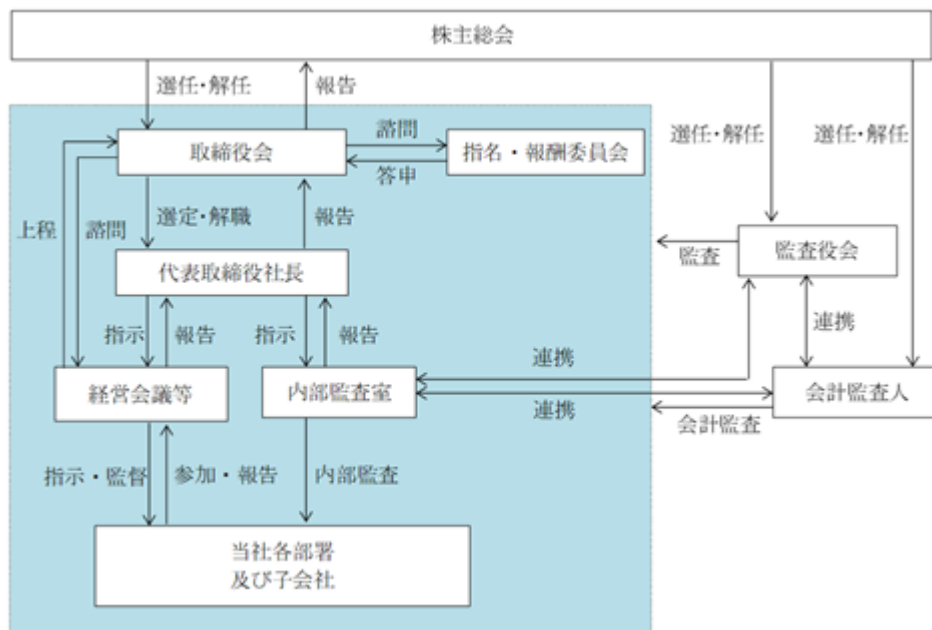 株主総会
選任・解任
報告
選任・解任
選任・解任
取締役会
諮問
答申
指名・報酬委員会
上程
諮問
選定・解職
報告
監査役会
監査
代表取締役社長
指示
報告
指示
報告
連携
連携
経営会議等
内部監査室
連携
会計監査人
会計監査
指示・監督
参加・報告
内部監査
当社各部署
及び子会社